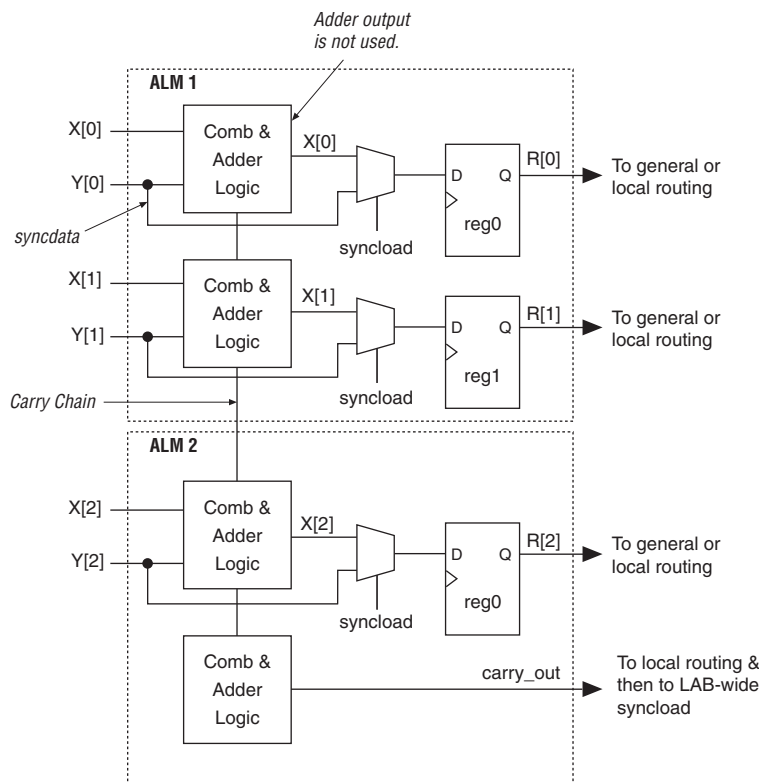 Adder output
is not used.
ALM 1
X[0]
Y[0]
syncdata
Comb &
Adder
Logic
X[0]
syncload
D Q
reg0
R[0]
To general or
local routing
X[1]
Y[1]
Comb &
Adder
Logic
X[1]
syncload
D Q
reg1
R[1]
To general or
local routing
Carry Chain
ALM 2
X[2]
Y[2]
Comb &
Adder
Logic
X[2]
syncload
D Q
reg0
R[2]
To general or
local routing
Comb &
Adder
Logic
carry_out
To local routing &
then to LAB-wide
syncload